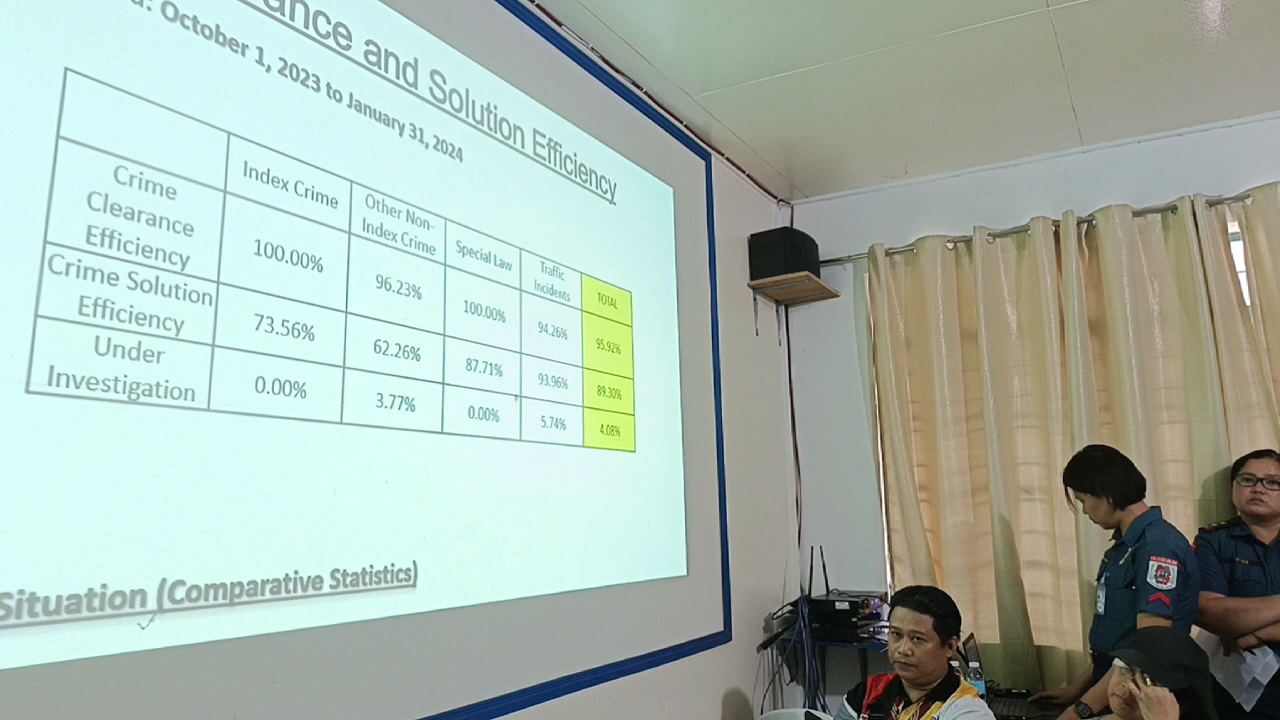 and Solution Efficiency
October 1, 2023 to January 31, 2024
Index Crime
Other Non-
Index Crime
Special Law
Traffic
Incidents
TOTAL
Crime
Clearance
Efficiency
100.00%
96.23%
100.00%
94.26%
95.92%
Crime Solution
Efficiency
73.56%
62.26%
87.71%
93.96%
89.30%
Under
Investigation
0.00%
3.77%
0.00%
5.74%
4.08%
Situation (Comparative Statistics)